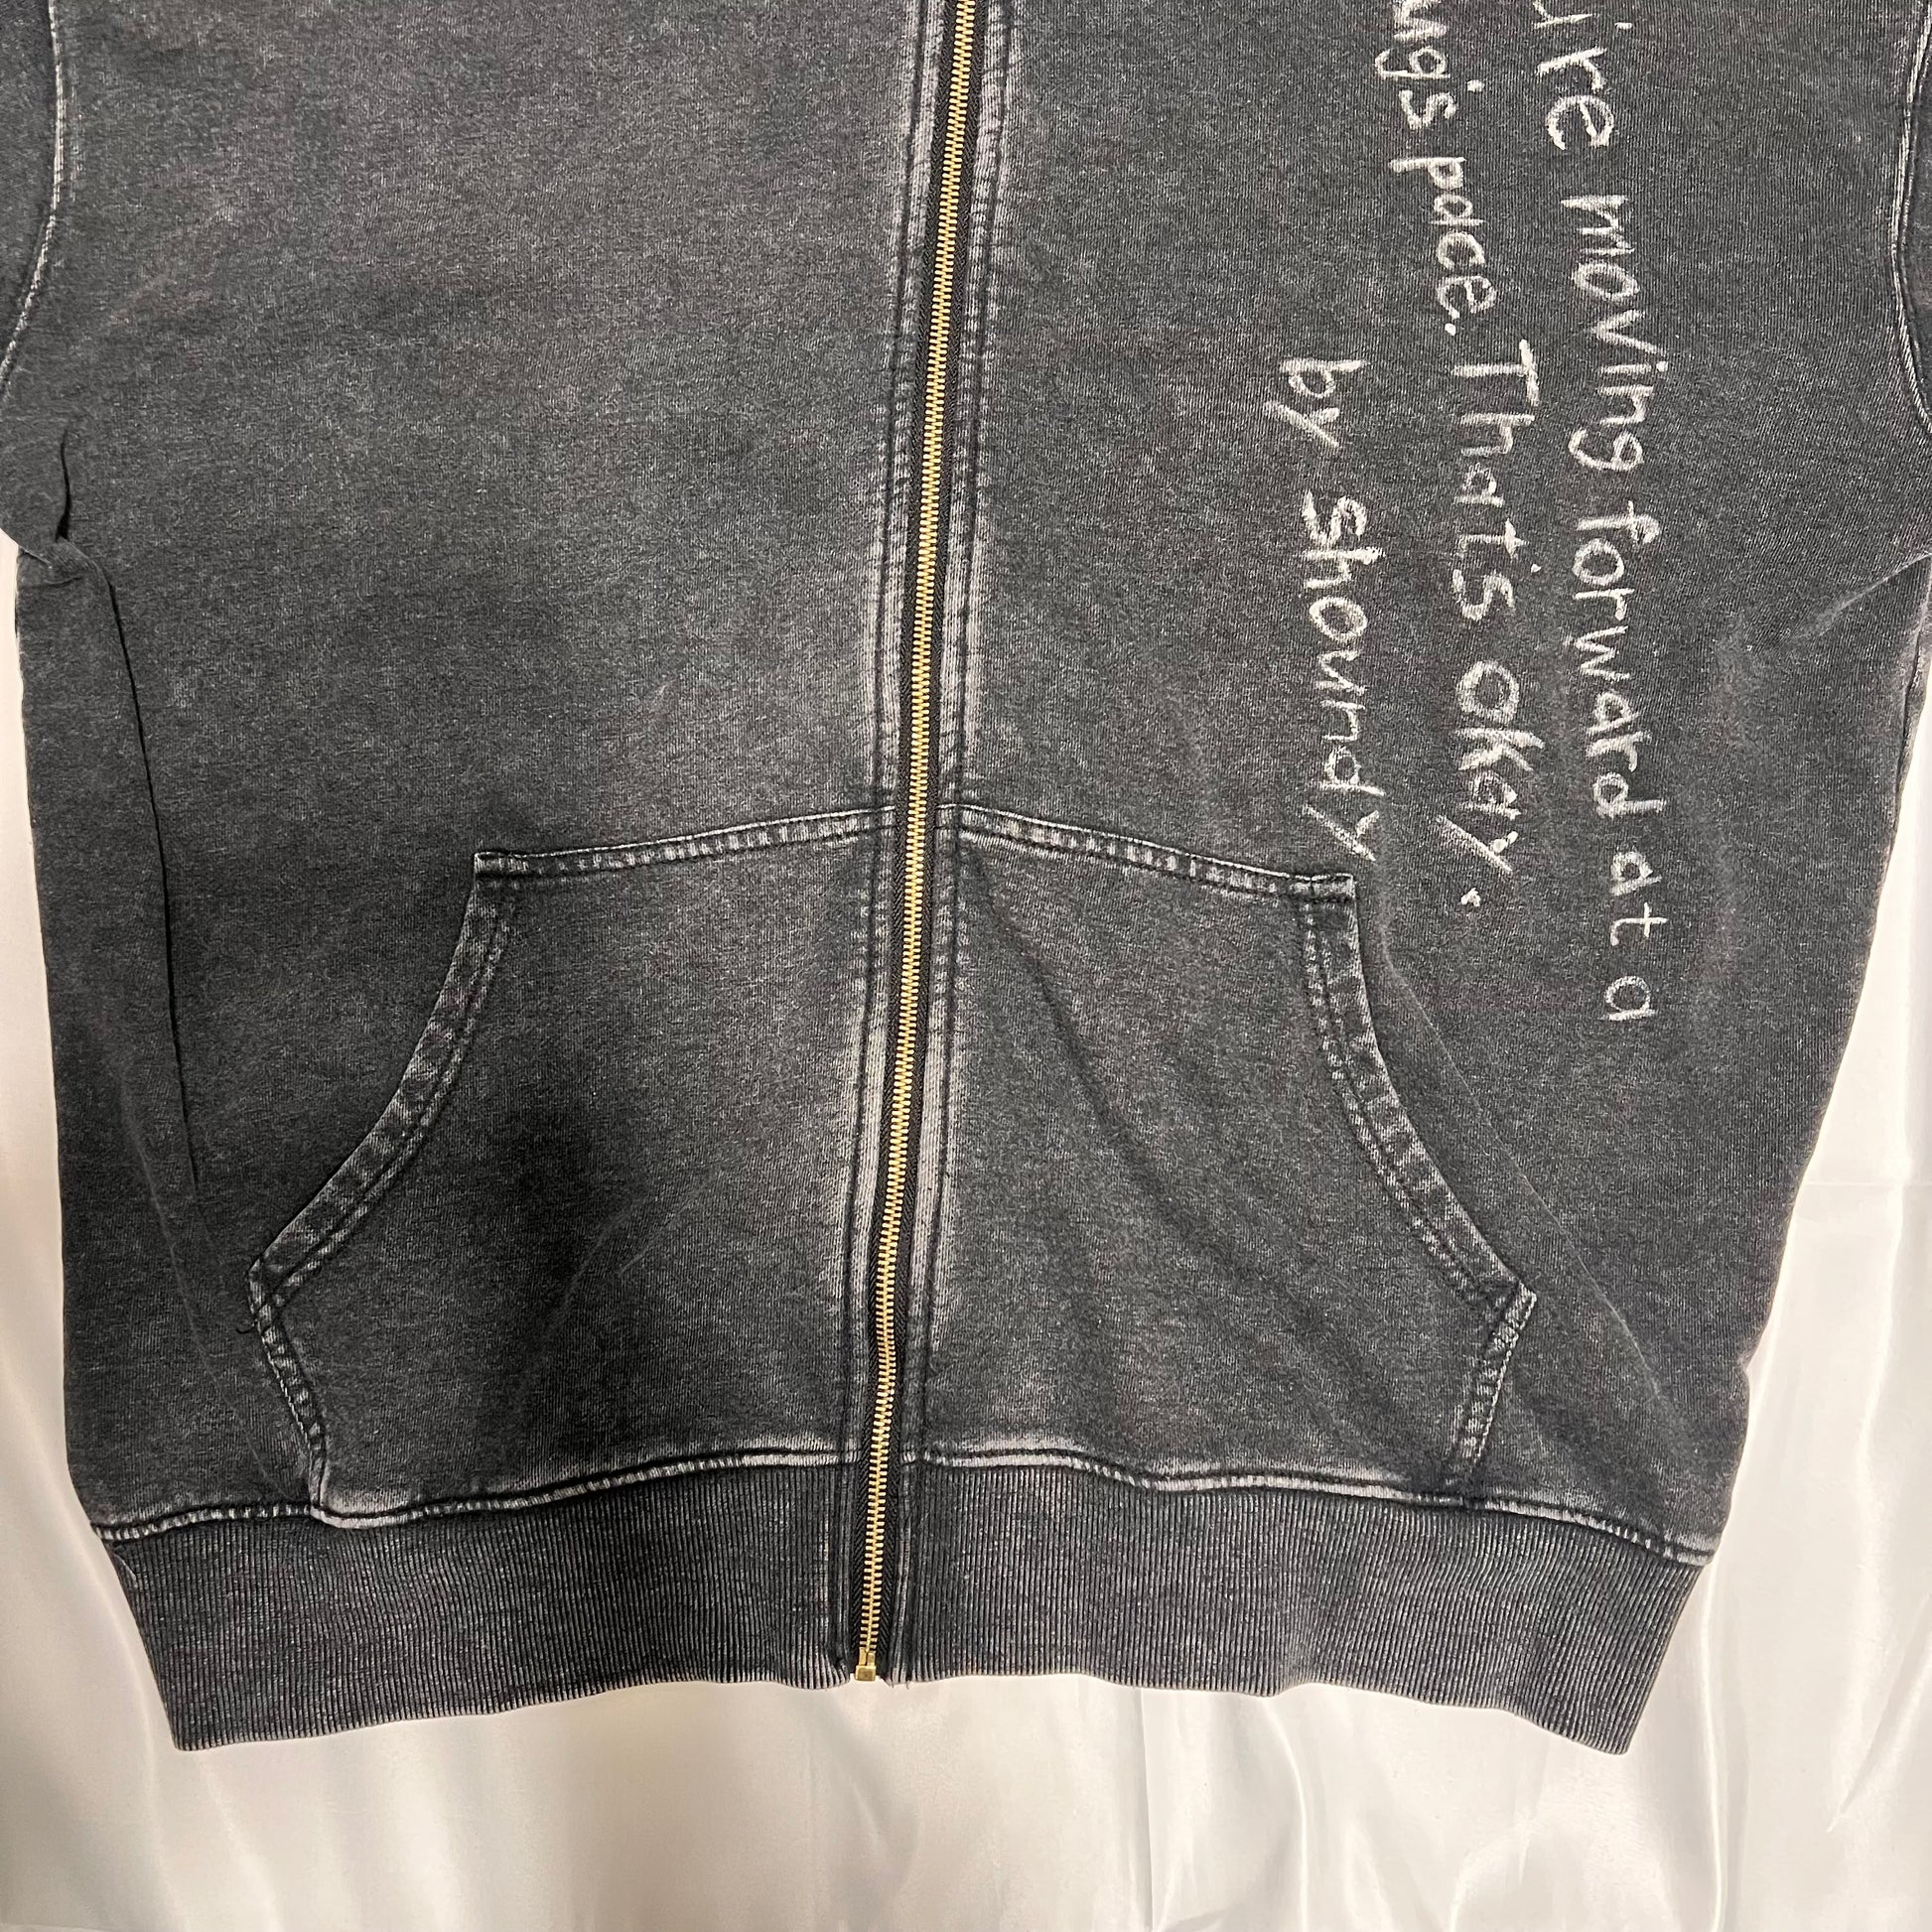 moving forward at a
pace. That's okay.
by shoundy